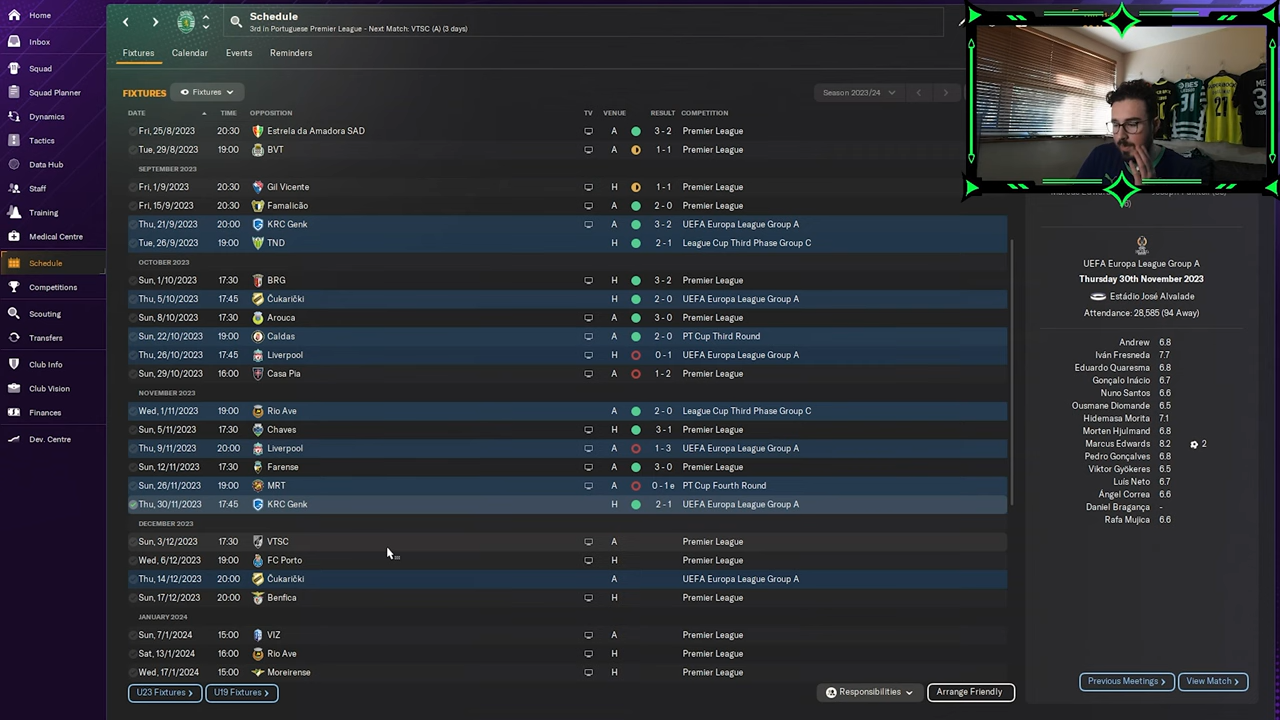 Home
Inbox
Squad
Squad Planner
Dynamics
Tactics
Data Hub
Staff
Training
Medical Centre
Schedule
Competitions
Scouting
Transfers
Club Info
Club Vision
Finances
Dev. Centre
Schedule
3rd in Portuguese Premier League - Next Match: VTSC (A) (3 days)
Fixtures Calendar Events Reminders
FIXTURES Fixtures Season 2023/24
DATE TIME OPPOSITION TV VENUE RESULT COMPETITION
Fri, 25/8/2023 20:30 Estrela da Amadora SAD A 3 - 2 Premier League
Tue, 29/8/2023 19:00 BVT A 1 - 1 Premier League
SEPTEMBER 2023
Fri, 1/9/2023 20:30 Gil Vicente H 1 - 1 Premier League
Fri, 15/9/2023 20:30 Famalicão A 2 - 0 Premier League
Thu, 21/9/2023 20:00 KRC Genk A 3 - 2 UEFA Europa League Group A
Tue, 26/9/2023 19:00 TND H 2 - 1 League Cup Third Phase Group C
OCTOBER 2023
Sun, 1/10/2023 17:30 BRG H 3 - 2 Premier League
Thu, 5/10/2023 17:45 Čukarički H 2 - 0 UEFA Europa League Group A
Sun, 8/10/2023 17:30 Arouca A 3 - 0 Premier League
Sun, 22/10/2023 19:00 Caldas A 2 - 0 PT Cup Third Round
Thu, 26/10/2023 17:45 Liverpool H 0 - 1 UEFA Europa League Group A
Sun, 29/10/2023 16:00 Casa Pia A 1 - 2 Premier League
NOVEMBER 2023
Wed, 1/11/2023 19:00 Rio Ave A 2 - 0 League Cup Third Phase Group C
Sun, 5/11/2023 17:30 Chaves H 3 - 1 Premier League
Thu, 9/11/2023 20:00 Liverpool A 1 - 3 UEFA Europa League Group A
Sun, 12/11/2023 17:30 Farense A 3 - 0 Premier League
Sun, 26/11/2023 19:00 MRT A 0 - 1 e PT Cup Fourth Round
Thu, 30/11/2023 17:45 KRC Genk H 2 - 1 UEFA Europa League Group A
DECEMBER 2023
Sun, 3/12/2023 17:30 VTSC A Premier League
Wed, 6/12/2023 19:00 FC Porto H Premier League
Thu, 14/12/2023 20:00 Čukarički A UEFA Europa League Group A
Sun, 17/12/2023 20:00 Benfica H Premier League
JANUARY 2024
Sun, 7/1/2024 15:00 VIZ A Premier League
Sat, 13/1/2024 16:00 Rio Ave A Premier League
Wed, 17/1/2024 15:00 Moreirense H Premier League
U23 Fixtures U19 Fixtures Responsibilities Arrange Friendly
UEFA Europa League Group A
Thursday 30th November 2023
Estádio José Alvalade
Attendance: 28,585 (94 Away)
Andrew 6.8
Iván Fresneda 7.7
Eduardo Quaresma 6.8
Gonçalo Inácio 6.7
Nuno Santos 6.6
Ousmane Diomande 6.5
Hidemasa Morita 7.1
Morten Hjulmand 6.8
Marcus Edwards 8.2 2
Pedro Gonçalves 6.8
Viktor Gyökeres 6.5
Luís Neto 6.7
Ángel Correa 6.6
Daniel Bragança -
Rafa Mujica 6.6
Previous Meetings View Match